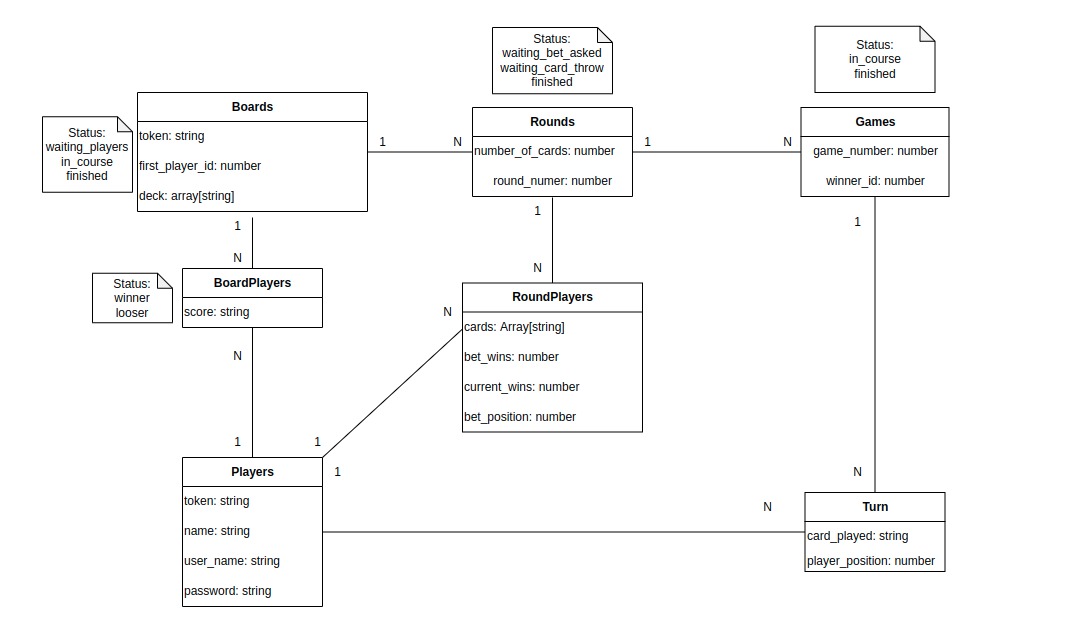 Status:
waiting_bet_asked
waiting_card_throw
finished
Status:
in_course
finished
Status:
waiting_players
in_course
finished
Boards
token: string
first_player_id: number
deck: array[string]
1
N
Rounds
number_of_cards: number
round_numer: number
1
N
Games
game_number: number
winner_id: number
1
N
1
N
1
Status:
winner
looser
BoardPlayers
score: string
N
RoundPlayers
cards: Array[string]
bet_wins: number
current_wins: number
bet_position: number
N
1
1
Players
token: string
name: string
user_name: string
password: string
1
N
N
Turn
card_played: string
player_position: number